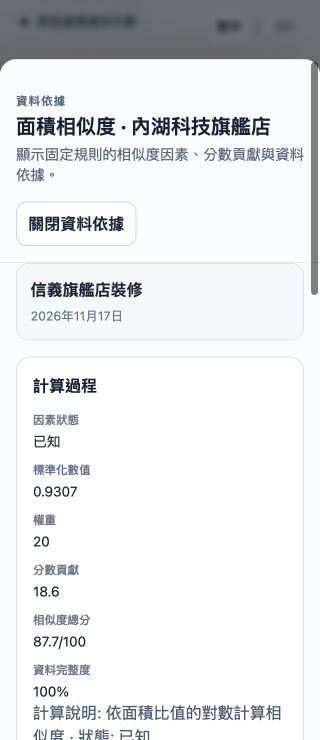 資料依據
面積相似度 · 內湖科技旗艦店
顯示固定規則的相似度因素、分數貢獻與資料
依據。
關閉資料依據
信義旗艦店裝修
2026年11月17日
計算過程
因素狀態
已知
標準化數值
0.9307
權重
20
分數貢獻
18.6
相似度總分
87.7/100
資料完整度
100%
計算說明: 依面積比值的對數計算相
似度 · 狀態: 已知